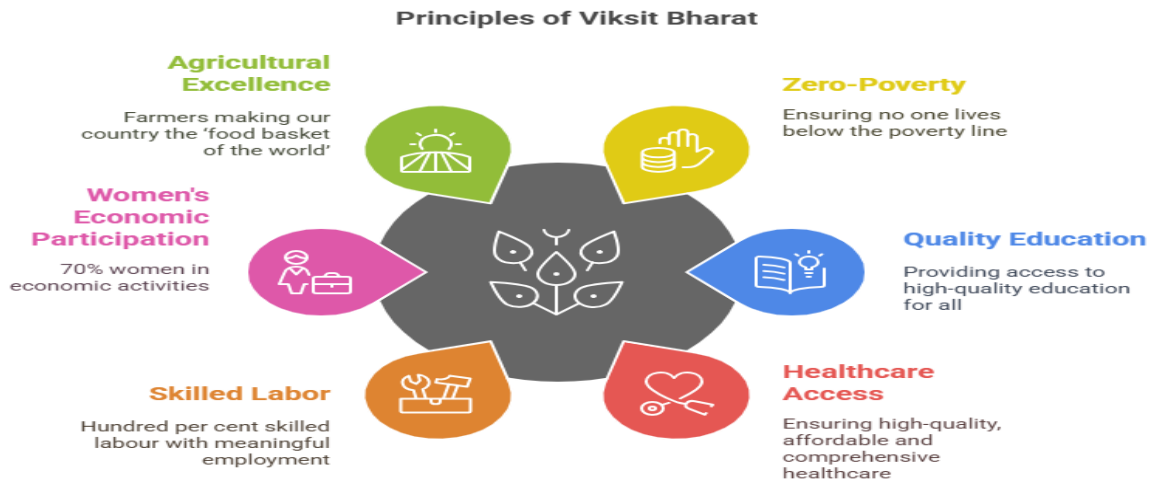 Principles of Viksit Bharat
Agricultural
Excellence
Farmers making our
country the ‘food basket
of the world’
Zero-Poverty
Ensuring no one lives
below the poverty line
Women's
Economic
Participation
70% women in
economic activities
Quality Education
Providing access to
high-quality education
for all
Skilled Labor
Hundred per cent skilled
labour with meaningful
employment
Healthcare
Access
Ensuring high-quality,
affordable and
comprehensive
healthcare